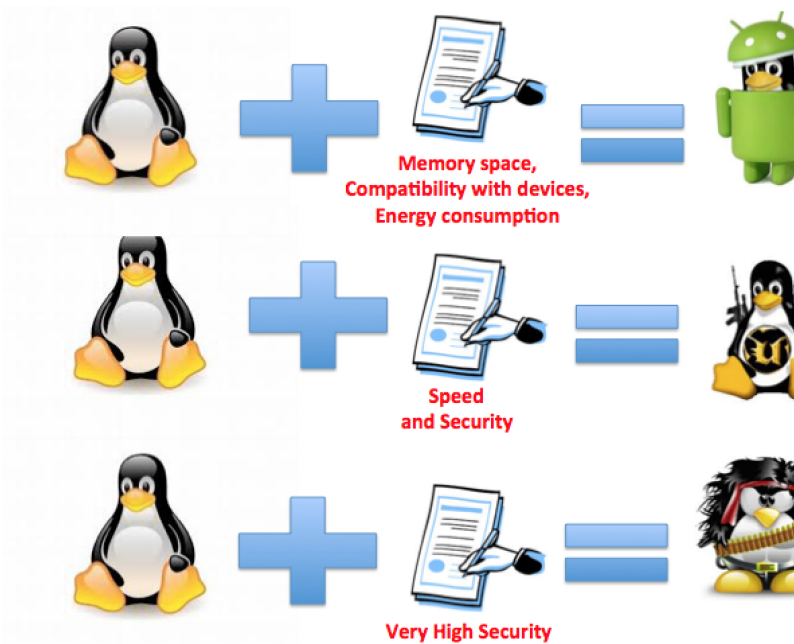 Memory space,
Compatibility with devices,
Energy consumption
Speed
and Security
Very High Security